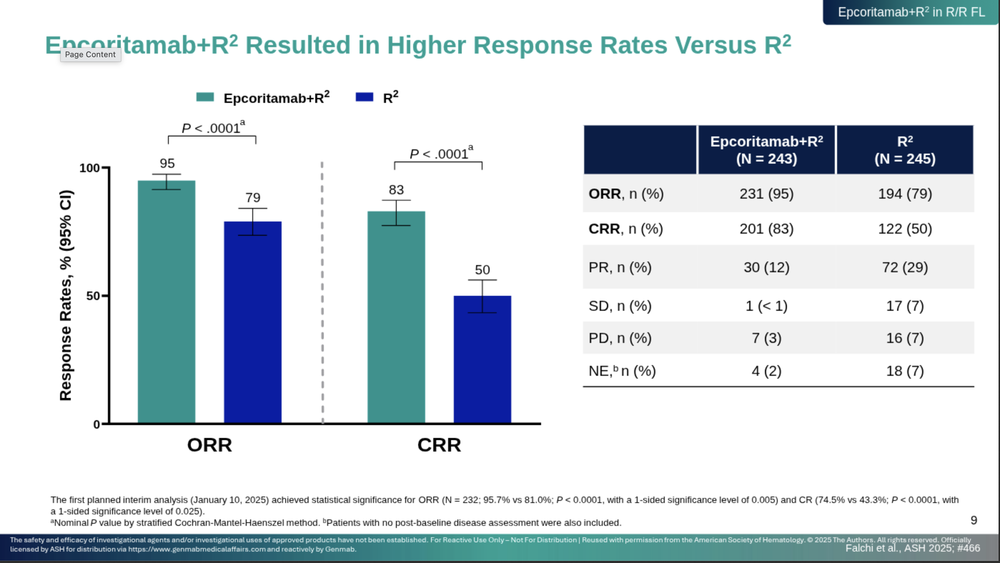 Epcoritamab+R² in R/R FL
Epcoritamab+R² Resulted in Higher Response Rates Versus R²
Page Content
Epcoritamab+R² R²
P < .0001ᵃ
P < .0001ᵃ
95
79
83
50
100
50
0
Response Rates, % (95% CI)
ORR CRR
Epcoritamab+R² (N = 243) R² (N = 245)
ORR, n (%) 231 (95) 194 (79)
CRR, n (%) 201 (83) 122 (50)
PR, n (%) 30 (12) 72 (29)
SD, n (%) 1 (< 1) 17 (7)
PD, n (%) 7 (3) 16 (7)
NE,ᵇ n (%) 4 (2) 18 (7)
The first planned interim analysis (January 10, 2025) achieved statistical significance for ORR (N = 232; 95.7% vs 81.0%; P < 0.0001, with a 1-sided significance level of 0.005) and CR (74.5% vs 43.3%; P < 0.0001, with
a 1-sided significance level of 0.025).
ᵃNominal P value by stratified Cochran-Mantel-Haenszel method. ᵇPatients with no post-baseline disease assessment were also included.
9
The safety and efficacy of investigational agents and/or investigational uses of approved products have not been established. For Reactive Use Only – Not For Distribution | Reused with permission from the American Society of Hematology. © 2025 The Authors. All rights reserved. Officially
licensed by ASH for distribution via https://www.genmabmedicalaffairs.com and reactively by Genmab.
Falchi et al., ASH 2025; #466